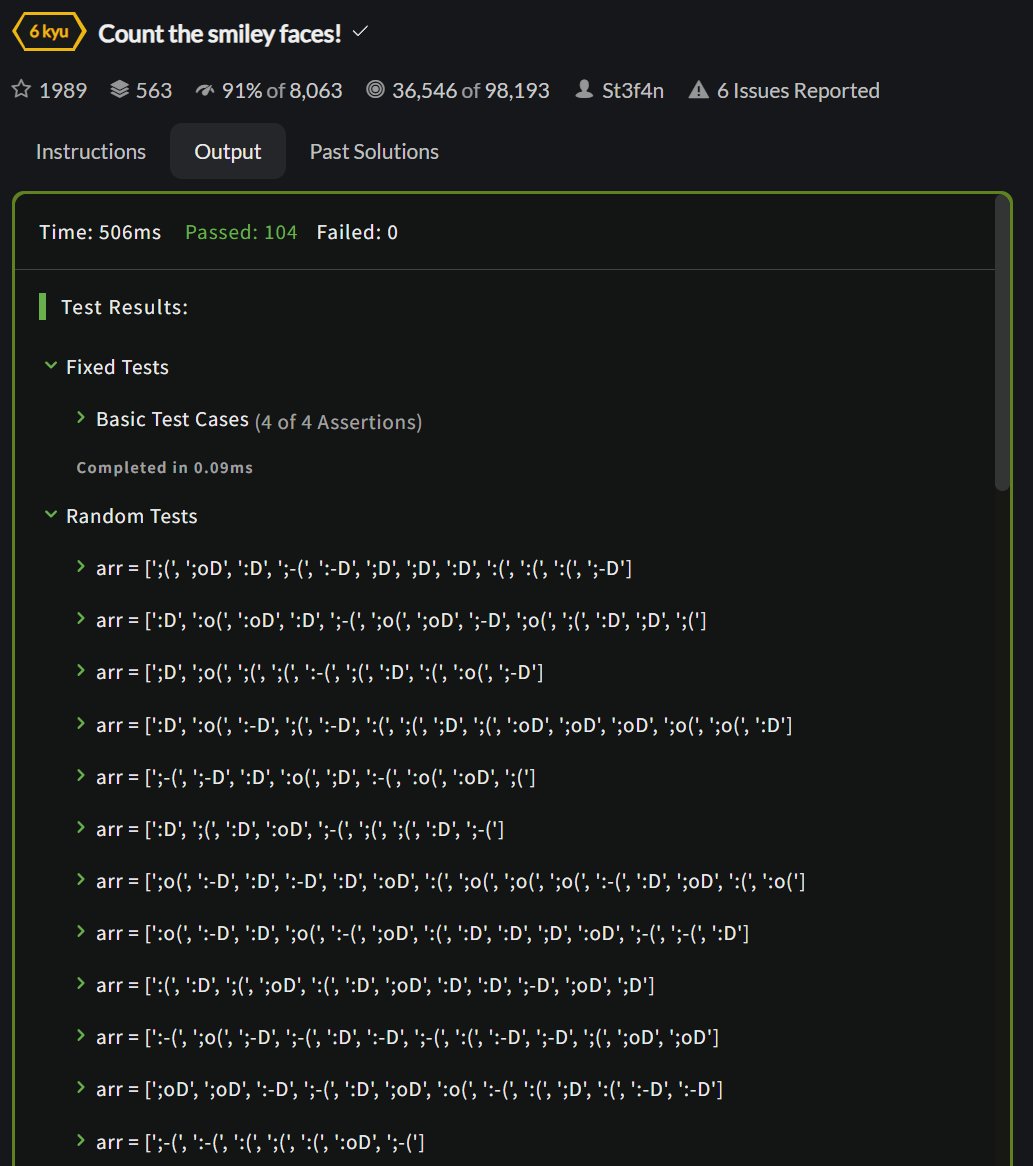 6 kyu Count the smiley faces!
1989 563 91% of 8,063 36,546 of 98,193 St3f4n 6 Issues Reported
Instructions Output Past Solutions
Time: 506ms Passed: 104 Failed: 0
Test Results:
Fixed Tests
Basic Test Cases (4 of 4 Assertions)
Completed in 0.09ms
Random Tests
arr = [';(', ';oD', ':D', ';-(', ':-D', ';D', ';D', ':D', ':(', ':(', ':(', ';-D']
arr = [':D', ':o(', ':oD', ':D', ';-(', ';o(', ';oD', ';-D', ';o(', ';(', ':D', ';D', ';(']
arr = [';D', ';o(', ';(', ';(', ':-(', ';(', ':D', ':(', ':o(', ';-D']
arr = [':D', ':o(', ':-D', ';(', ':-D', ':(', ';(', ';D', ';(', ':oD', ';oD', ';oD', ';o(', ';o(', ':D']
arr = [';-(', ';-D', ':D', ':o(', ';D', ':-(', ':o(', ':oD', ';(']
arr = [':D', ';(', ':D', ':oD', ';-(', ';(', ';(', ':D', ';-(']
arr = [';o(', ':-D', ':D', ':-D', ':D', ':oD', ':(', ';o(', ';o(', ';o(', ':-(', ':D', ';oD', ':(', ':o(']
arr = [':o(', ':-D', ':D', ';o(', ':-(', ';oD', ':(', ':D', ':D', ';D', ':oD', ';-(', ';-(', ':D']
arr = [':(', ':D', ';(', ';oD', ':(', ':D', ';oD', ':D', ':D', ';-D', ';oD', ';D']
arr = [':-(', ';o(', ';-D', ';-(', ':D', ':-D', ';-(', ':(', ':-D', ';-D', ';(', ';oD', ';oD']
arr = [';oD', ';oD', ':-D', ';-(', ':D', ';oD', ':o(', ':-(', ':(', ';D', ':(', ':-D', ':-D']
arr = [';-(', ':-(', ':(', ';(', ':(', ':oD', ';-(']